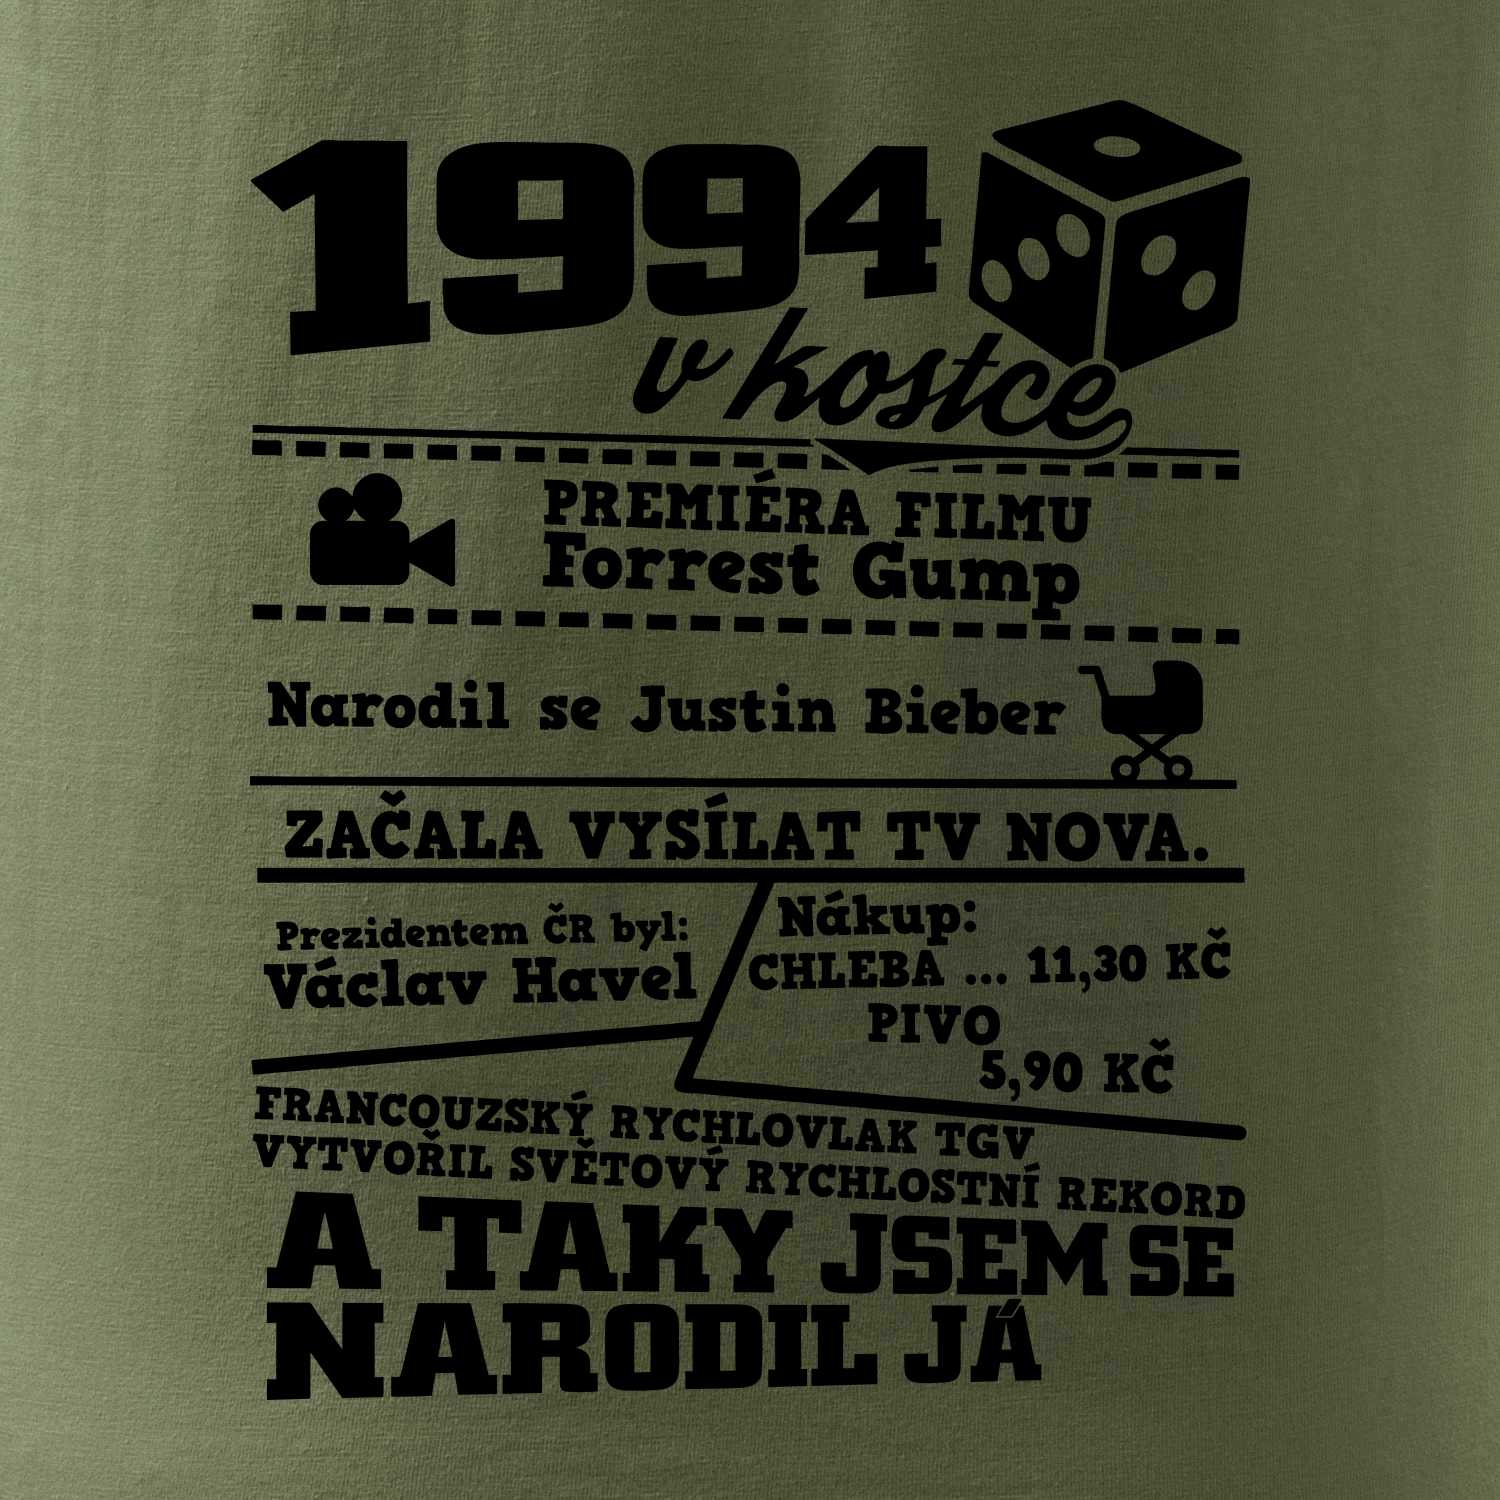 1994
v kostce
PREMIÉRA FILMU
Forrest Gump
Narodil se Justin Bieber
ZAČALA VYSÍLAT TV NOVA.
Prezidentem ČR byl:
Václav Havel
Nákup:
CHLEBA ... 11,30 KČ
PIVO
5,90 KČ
FRANCOUZSKÝ RYCHLOVLAK TGV
VYTVOŘIL SVĚTOVÝ RYCHLOSTNÍ REKORD
A TAKY JSEM SE
NARODIL JÁ